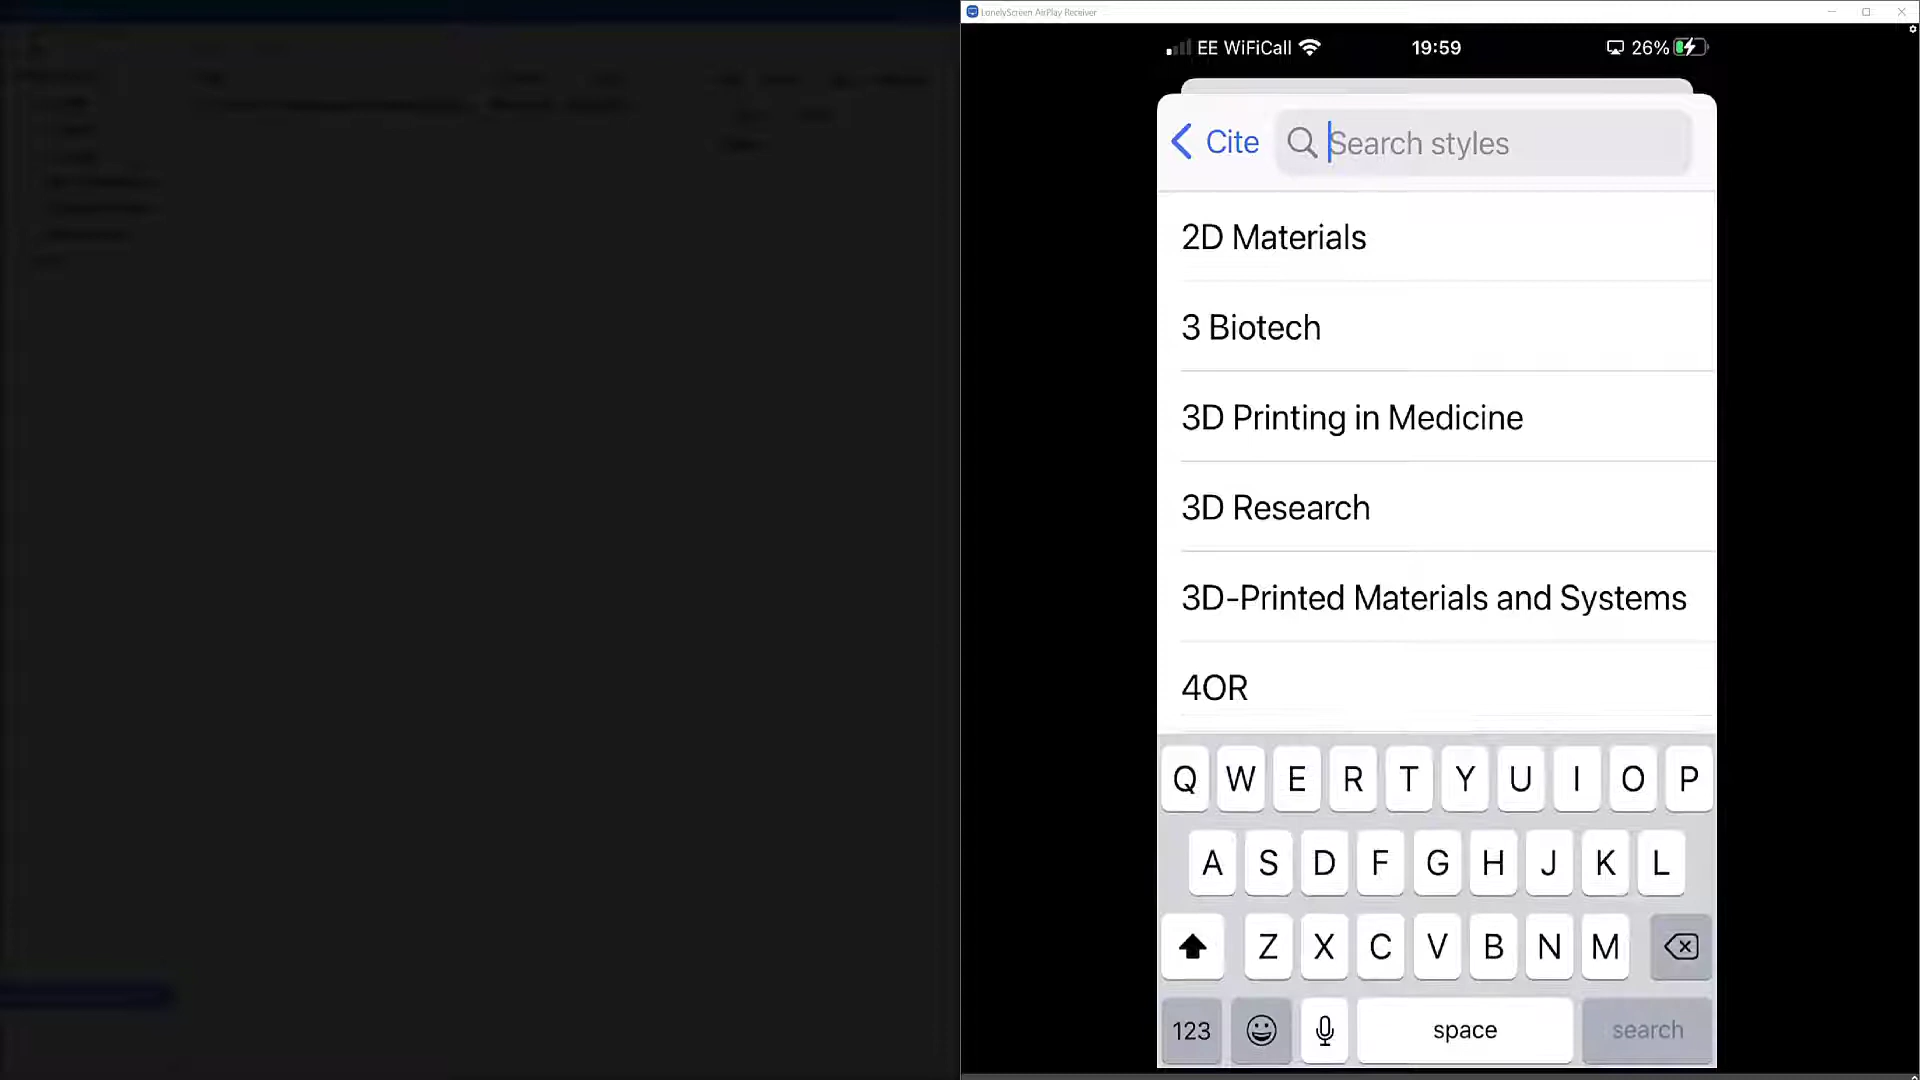 LonelyScreen AirPlay Receiver
EE WiFiCall 19:59 26%
Cite Search styles
2D Materials
3 Biotech
3D Printing in Medicine
3D Research
3D-Printed Materials and Systems
4OR
Q W E R T Y U I O P
A S D F G H J K L
Z X C V B N M
123 space search